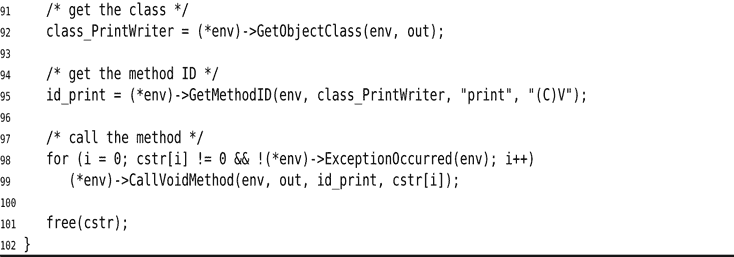 91 /* get the class */
92 class_PrintWriter = (*env)->GetObjectClass(env, out);
93
94 /* get the method ID */
95 id_print = (*env)->GetMethodID(env, class_PrintWriter, "print", "(C)V");
96
97 /* call the method */
98 for (i = 0; cstr[i] != 0 && !(*env)->ExceptionOccurred(env); i++)
99 (*env)->CallVoidMethod(env, out, id_print, cstr[i]);
100
101 free(cstr);
102 }